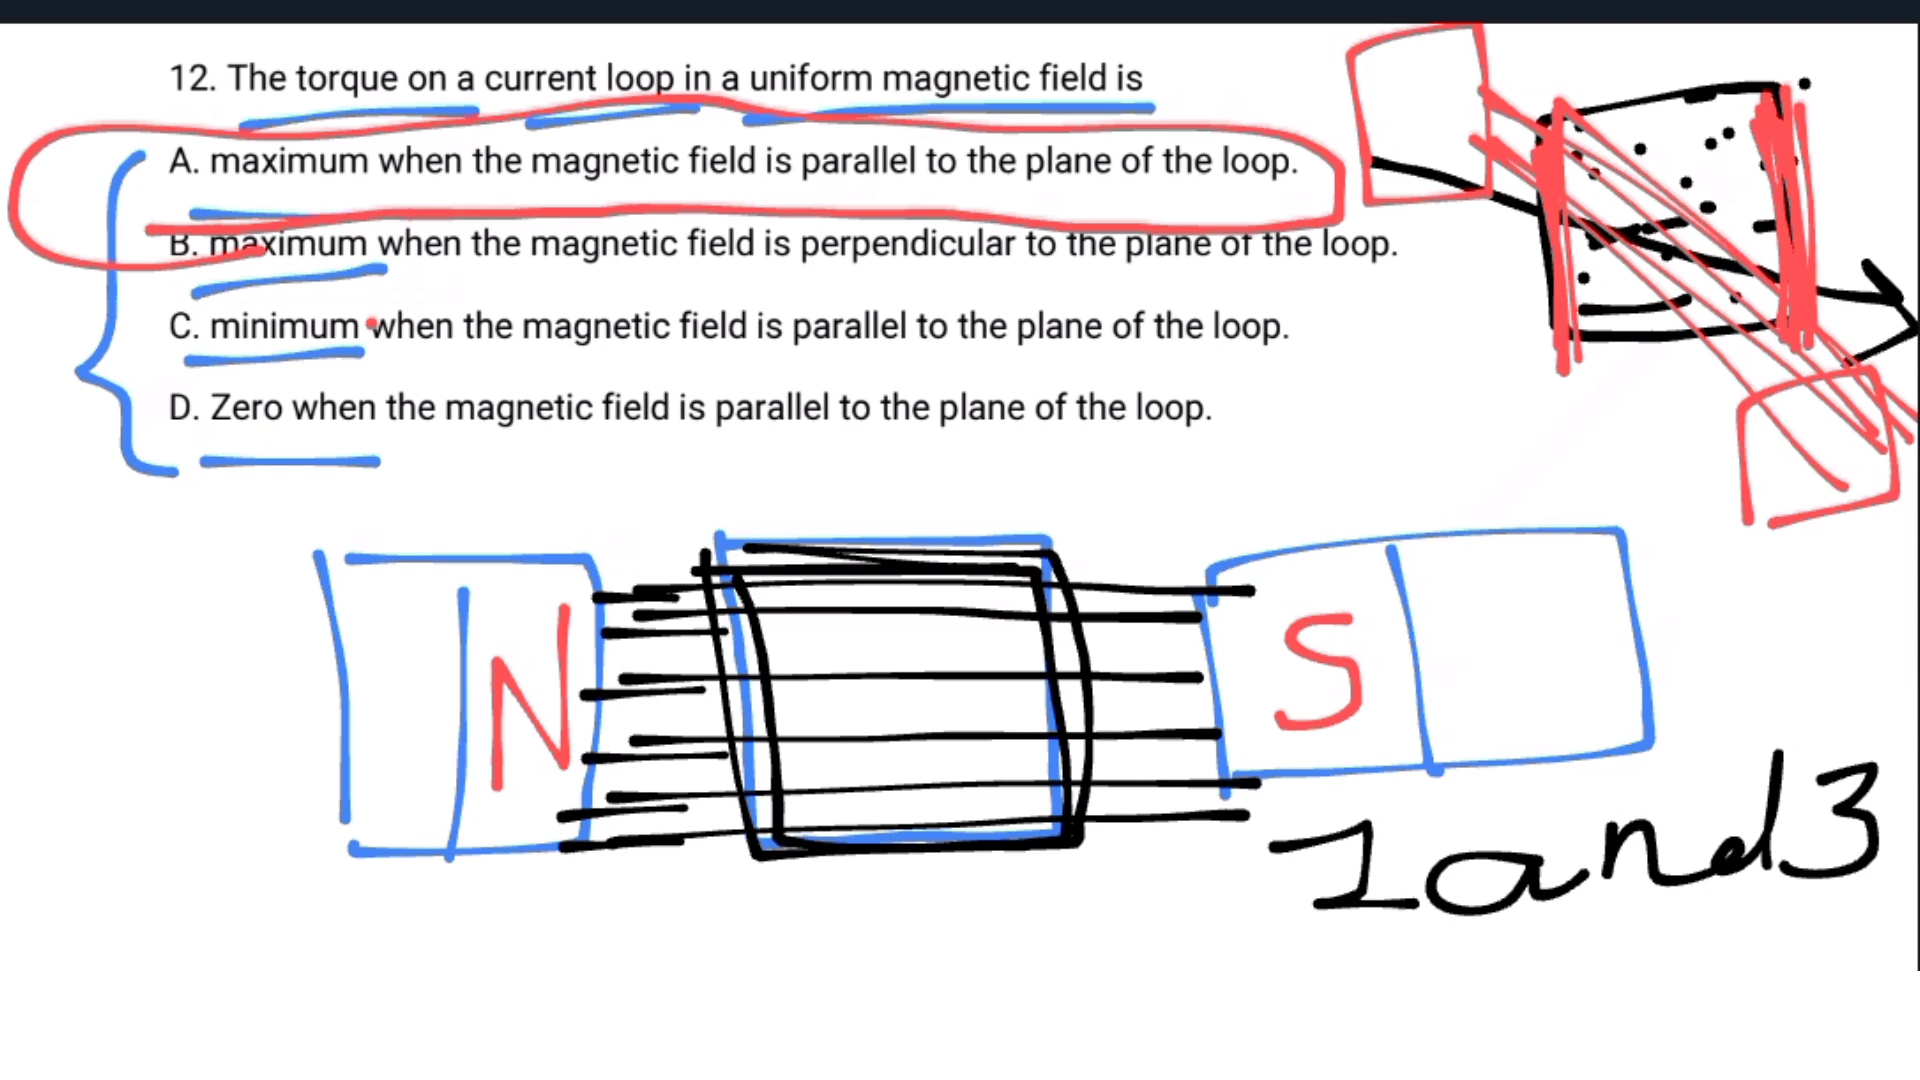 12. The torque on a current loop in a uniform magnetic field is
A. maximum when the magnetic field is parallel to the plane of the loop.
B. maximum when the magnetic field is perpendicular to the plane of the loop.
C. minimum when the magnetic field is parallel to the plane of the loop.
D. Zero when the magnetic field is parallel to the plane of the loop.
N S
1 and 3